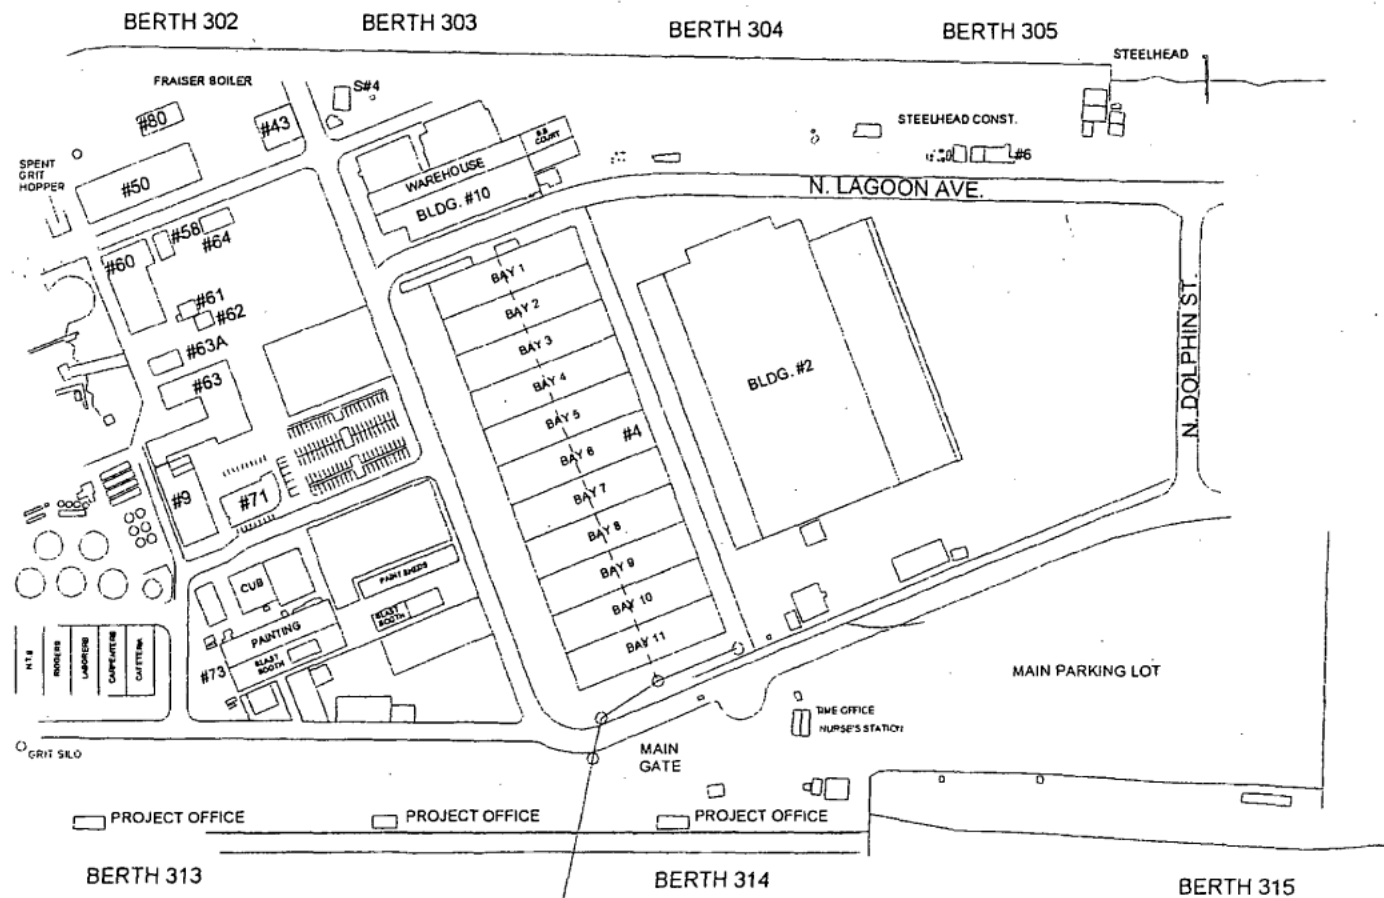 BERTH 302
BERTH 303
BERTH 304
BERTH 305
STEELHEAD
FRAISER BOILER
S#4
#80
#43
STEELHEAD CONST.
#6
SPENT
GRIT
HOPPER
#50
WAREHOUSE
B.B
COURT
BLDG. #10
N. LAGOON AVE.
#58
#64
#60
#61
#62
#63A
#63
BAY 1
BAY 2
BAY 3
BAY 4
BAY 5
BAY 6
BAY 7
BAY 8
BAY 9
BAY 10
BAY 11
#4
BLDG. #2
N. DOLPHIN ST.
#9
#71
CUB
PAINT SHEDS
BLAST
BOOTH
PAINTING
BLAST
BOOTH
#73
RIGGERS
LABORERS
CARPENTERS
CAFETERIA
GRIT SILO
MAIN PARKING LOT
TIME OFFICE
NURSE'S STATION
MAIN
GATE
PROJECT OFFICE
PROJECT OFFICE
PROJECT OFFICE
BERTH 313
BERTH 314
BERTH 315